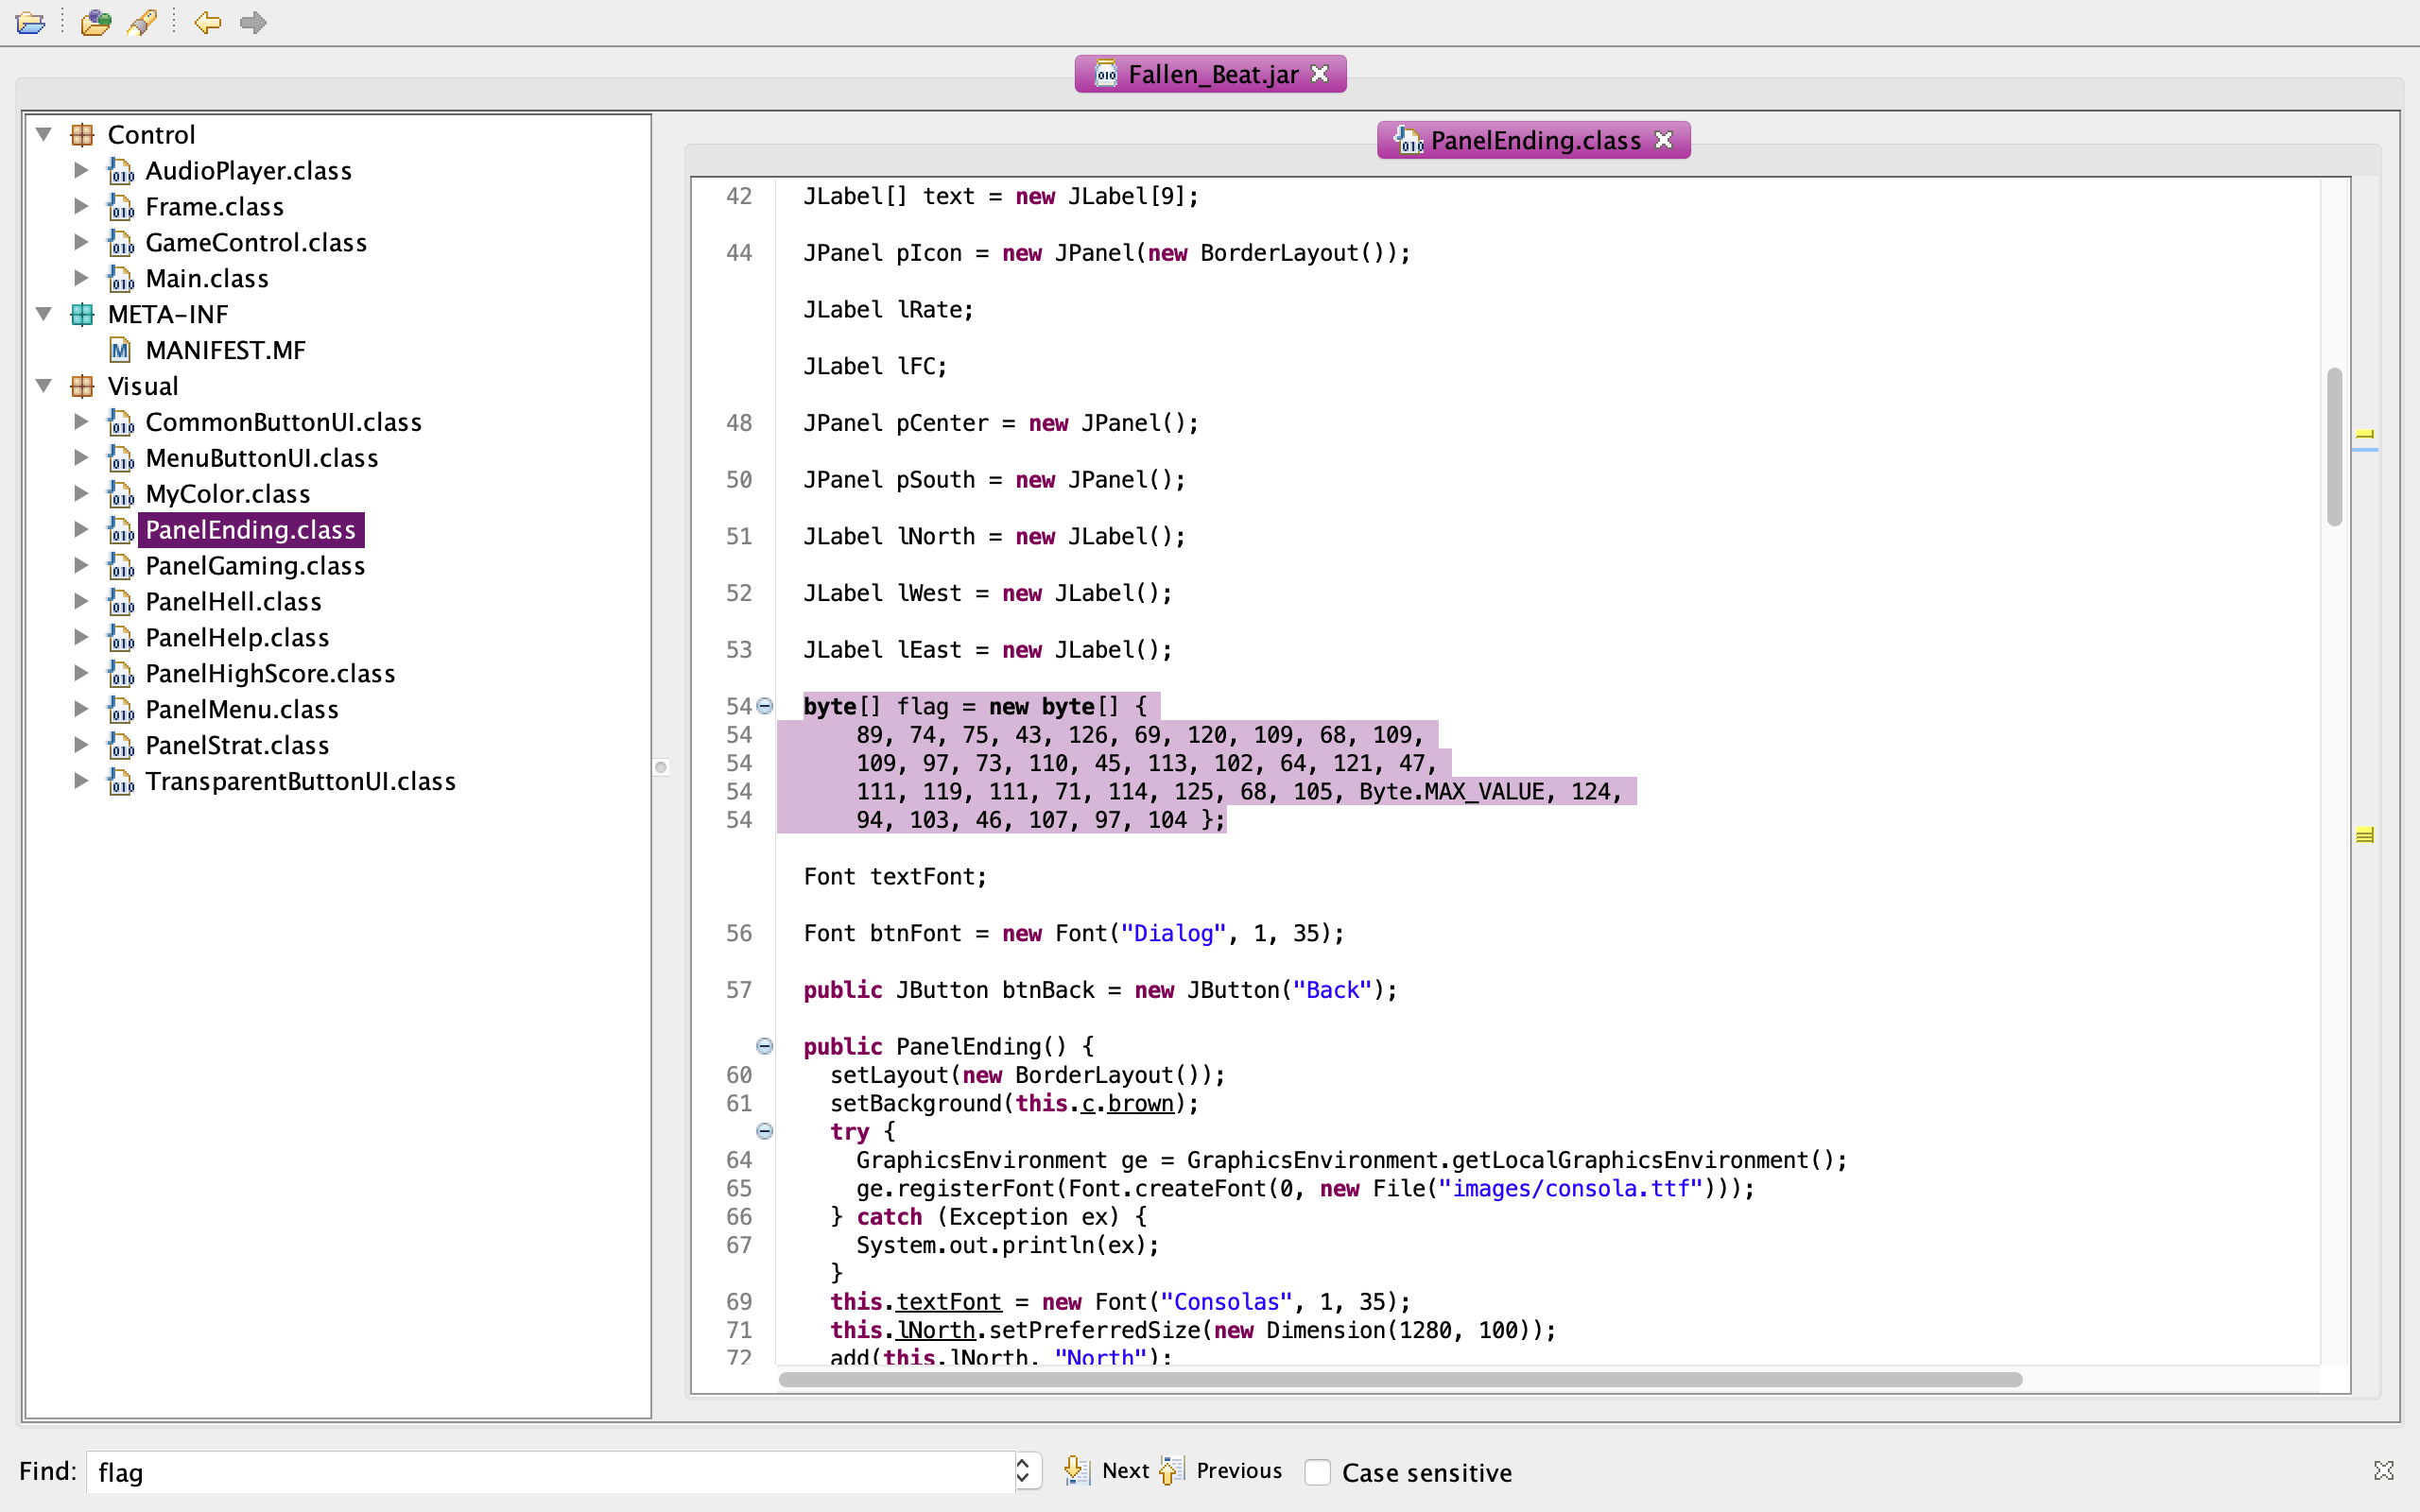 Fallen_Beat.jar
Control
AudioPlayer.class
Frame.class
GameControl.class
Main.class
META-INF
MANIFEST.MF
Visual
CommonButtonUI.class
MenuButtonUI.class
MyColor.class
PanelEnding.class
PanelGaming.class
PanelHell.class
PanelHelp.class
PanelHighScore.class
PanelMenu.class
PanelStrat.class
TransparentButtonUI.class
PanelEnding.class
42 JLabel[] text = new JLabel[9];
44 JPanel pIcon = new JPanel(new BorderLayout());
JLabel lRate;
JLabel lFC;
48 JPanel pCenter = new JPanel();
50 JPanel pSouth = new JPanel();
51 JLabel lNorth = new JLabel();
52 JLabel lWest = new JLabel();
53 JLabel lEast = new JLabel();
54 byte[] flag = new byte[] {
54 89, 74, 75, 43, 126, 69, 120, 109, 68, 109,
54 109, 97, 73, 110, 45, 113, 102, 64, 121, 47,
54 111, 119, 111, 71, 114, 125, 68, 105, Byte.MAX_VALUE, 124,
54 94, 103, 46, 107, 97, 104 };
Font textFont;
56 Font btnFont = new Font("Dialog", 1, 35);
57 public JButton btnBack = new JButton("Back");
public PanelEnding() {
60 setLayout(new BorderLayout());
61 setBackground(this.c.brown);
try {
64 GraphicsEnvironment ge = GraphicsEnvironment.getLocalGraphicsEnvironment();
65 ge.registerFont(Font.createFont(0, new File("images/consola.ttf")));
66 } catch (Exception ex) {
67 System.out.println(ex);
}
69 this.textFont = new Font("Consolas", 1, 35);
71 this.lNorth.setPreferredSize(new Dimension(1280, 100));
72 add(this.lNorth, "North");
Find: flag Next Previous Case sensitive